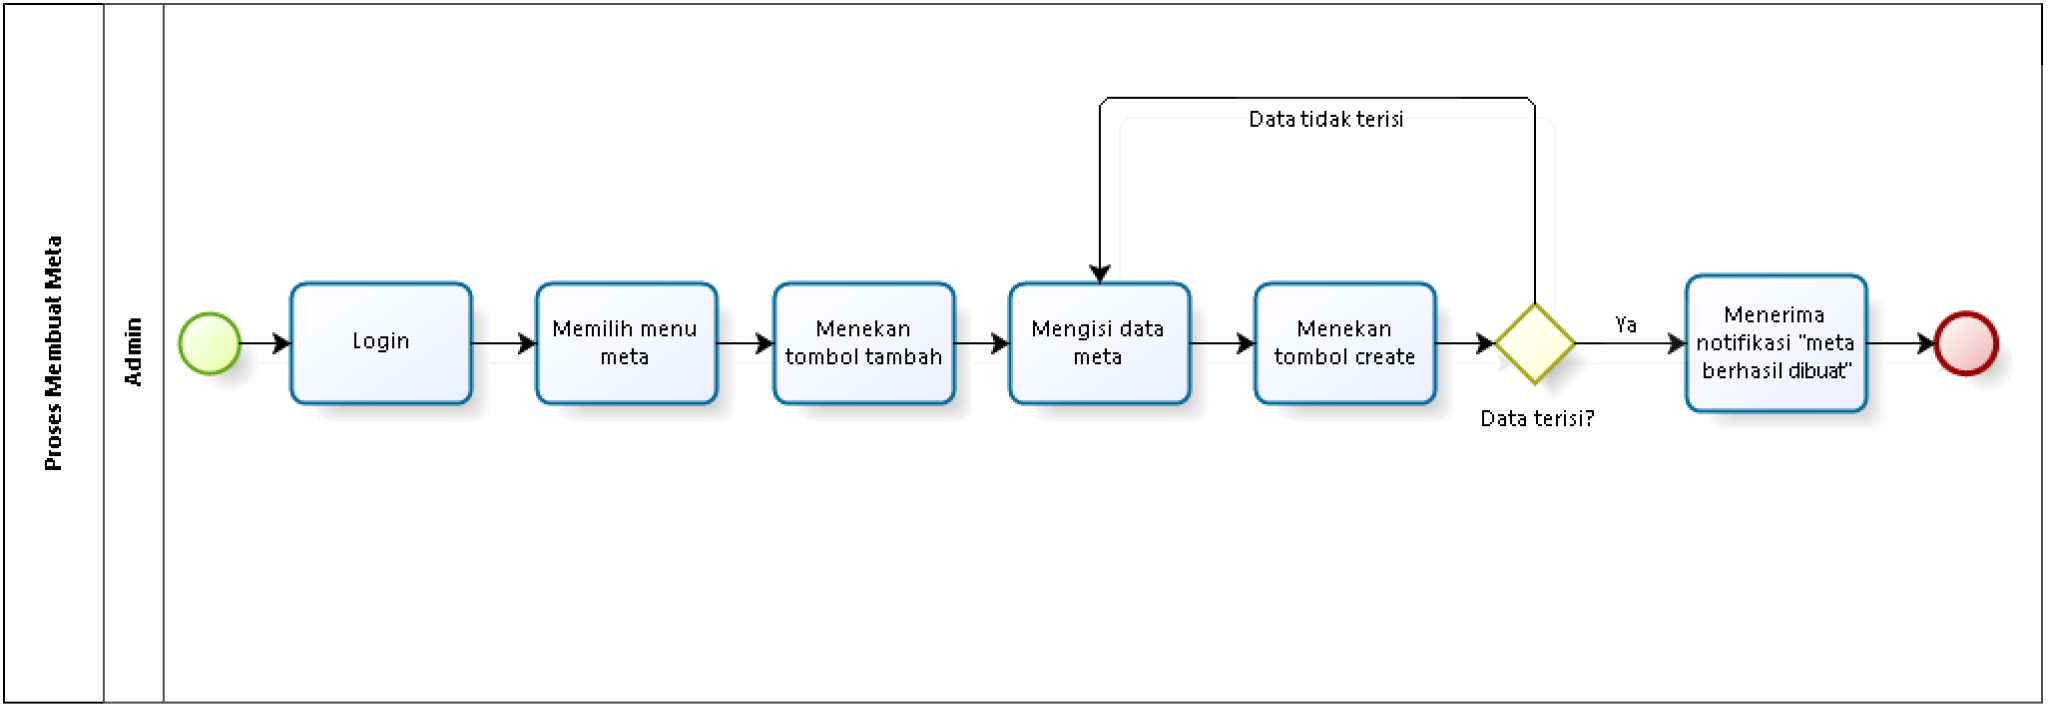 Proses Membuat Meta
Admin
Data tidak terisi
Login
Memilih menu
meta
Menekan
tombol tambah
Mengisi data
meta
Menekan
tombol create
Data terisi?
Ya
Menerima
notifikasi "meta
berhasil dibuat"